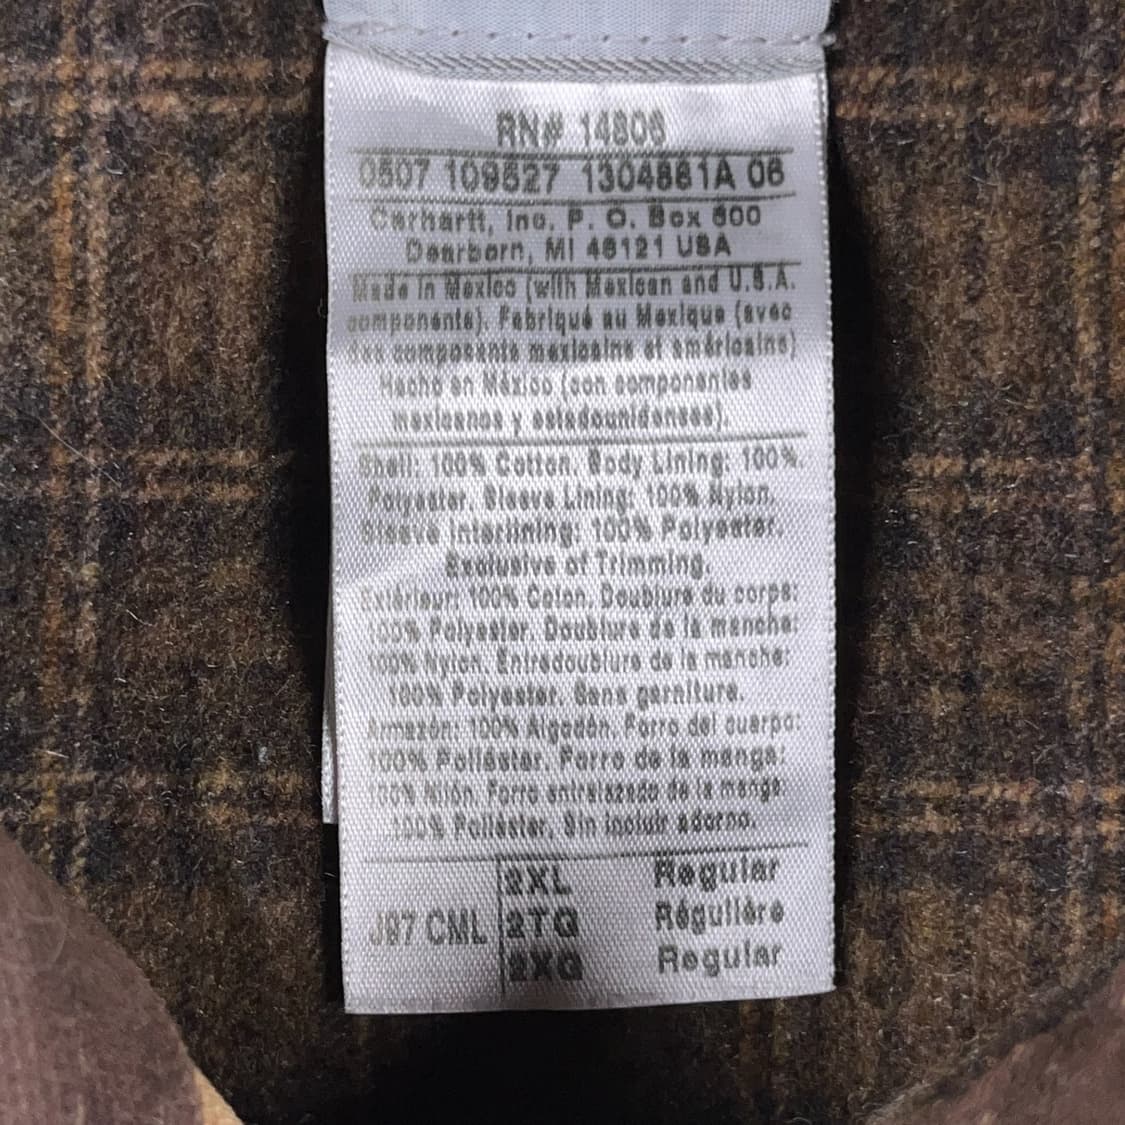 RN# 14806
0507 109527 1304881A 06
Carhartt, Inc. P. O. Box 600
Dearborn, MI 48121 USA
Made in Mexico (with Mexican and U.S.A.
components). Fabriqué au Mexique (avec
des composants mexicains et américains)
Hecho en México (con componentes
mexicanos y estadounidenses).
Shell: 100% Cotton. Body Lining: 100%.
Polyester. Sleeve Lining: 100% Nylon.
Sleeve Interlining: 100% Polyester.
Exclusive of Trimming.
Extérieur: 100% Coton. Doublure du corps:
100% Polyester. Doublure de la manche:
100% Nylon. Entredoublure de la manche:
100% Polyester. Sans garniture.
Armazón: 100% Algodón. Forro del cuerpo:
100% Poliéster. Forro de la manga:
100% Nilón. Forro entrelazado de la manga:
100% Poliester. Sin incluir adorno.
J97 CML
2XL Regular
2TG Régulière
2XG Regular